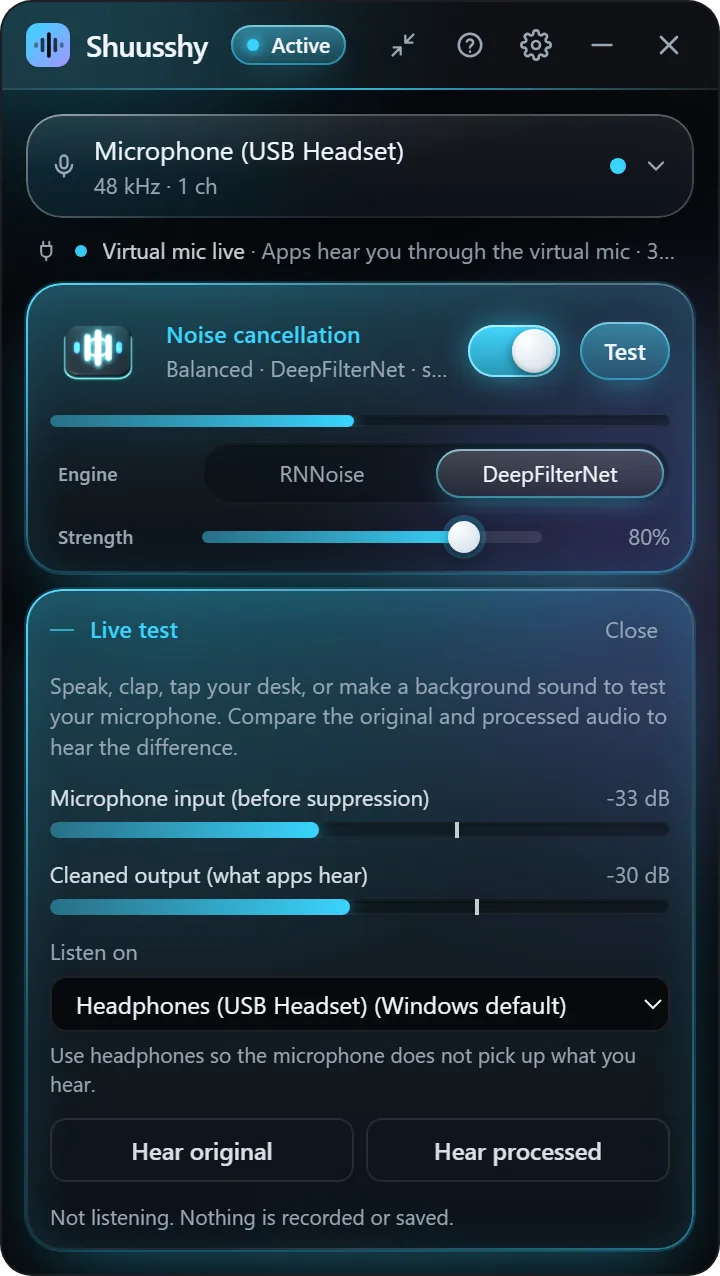 Shuusshy
Active
Microphone (USB Headset)
48 kHz · 1 ch
Virtual mic live · Apps hear you through the virtual mic · 3...
Noise cancellation
Balanced · DeepFilterNet · s...
Test
Engine
RNNoise
DeepFilterNet
Strength
80%
Live test
Close
Speak, clap, tap your desk, or make a background sound to test
your microphone. Compare the original and processed audio to
hear the difference.
Microphone input (before suppression)
-33 dB
Cleaned output (what apps hear)
-30 dB
Listen on
Headphones (USB Headset) (Windows default)
Use headphones so the microphone does not pick up what you
hear.
Hear original
Hear processed
Not listening. Nothing is recorded or saved.